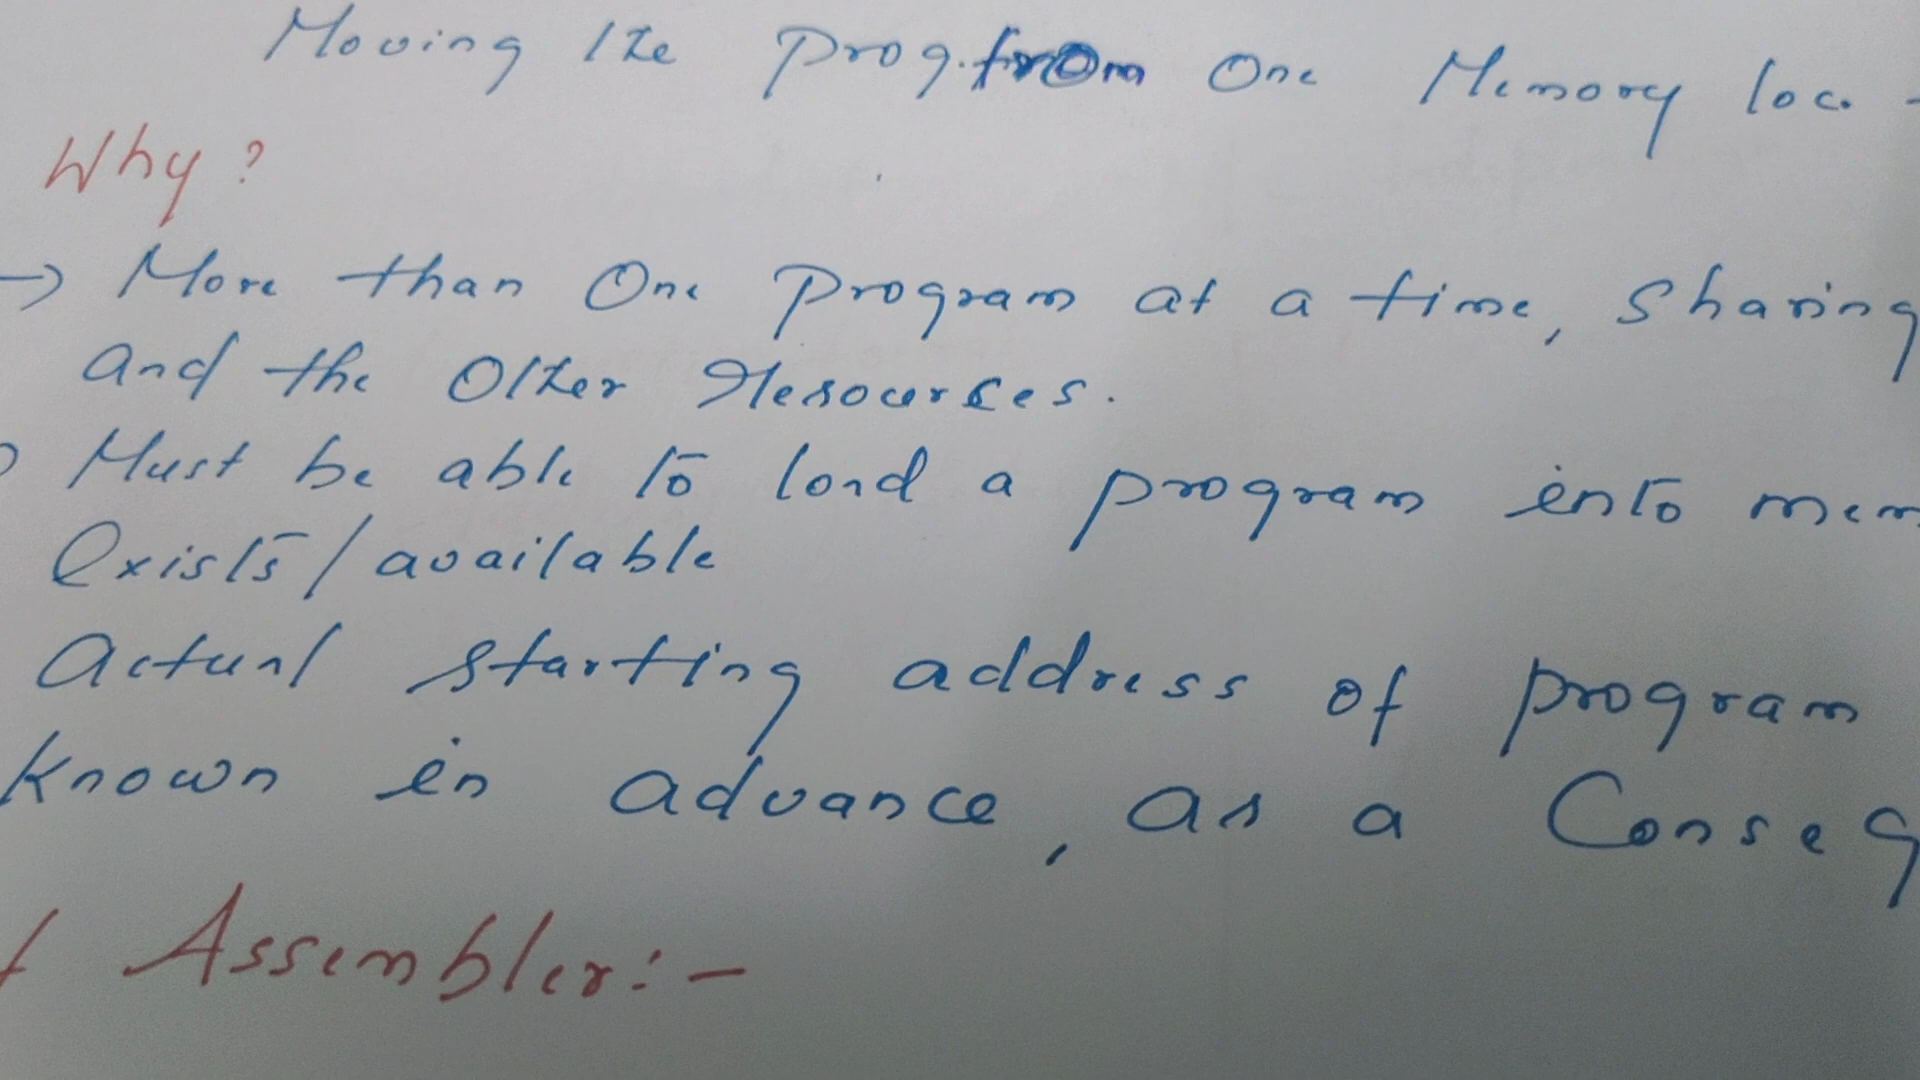 Moving the Prog. from One Memory loc.
Why?
→ More than One Program at a time, Sharing
and the Other Resources.
Must be able to load a program into mem
Exists / available
Actual starting address of program
Known in advance, as a Conseq
Assembler:-